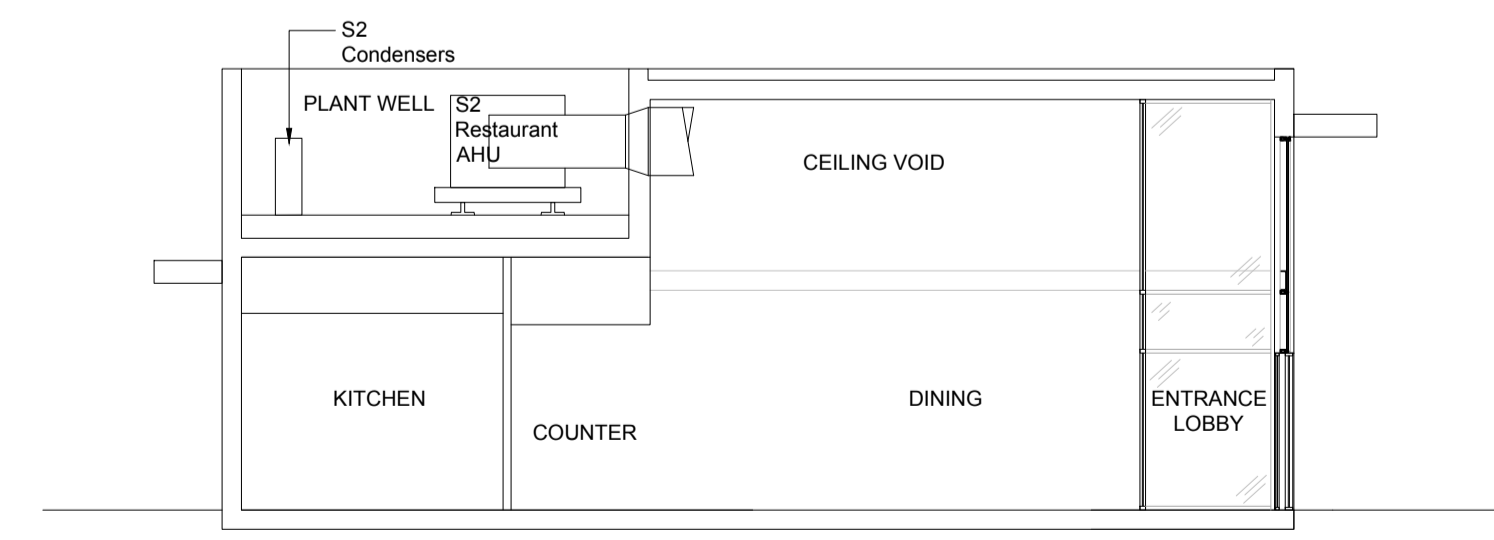 S2
Condensers
PLANT WELL
S2
Restaurant
AHU
CEILING VOID
KITCHEN
COUNTER
DINING
ENTRANCE
LOBBY